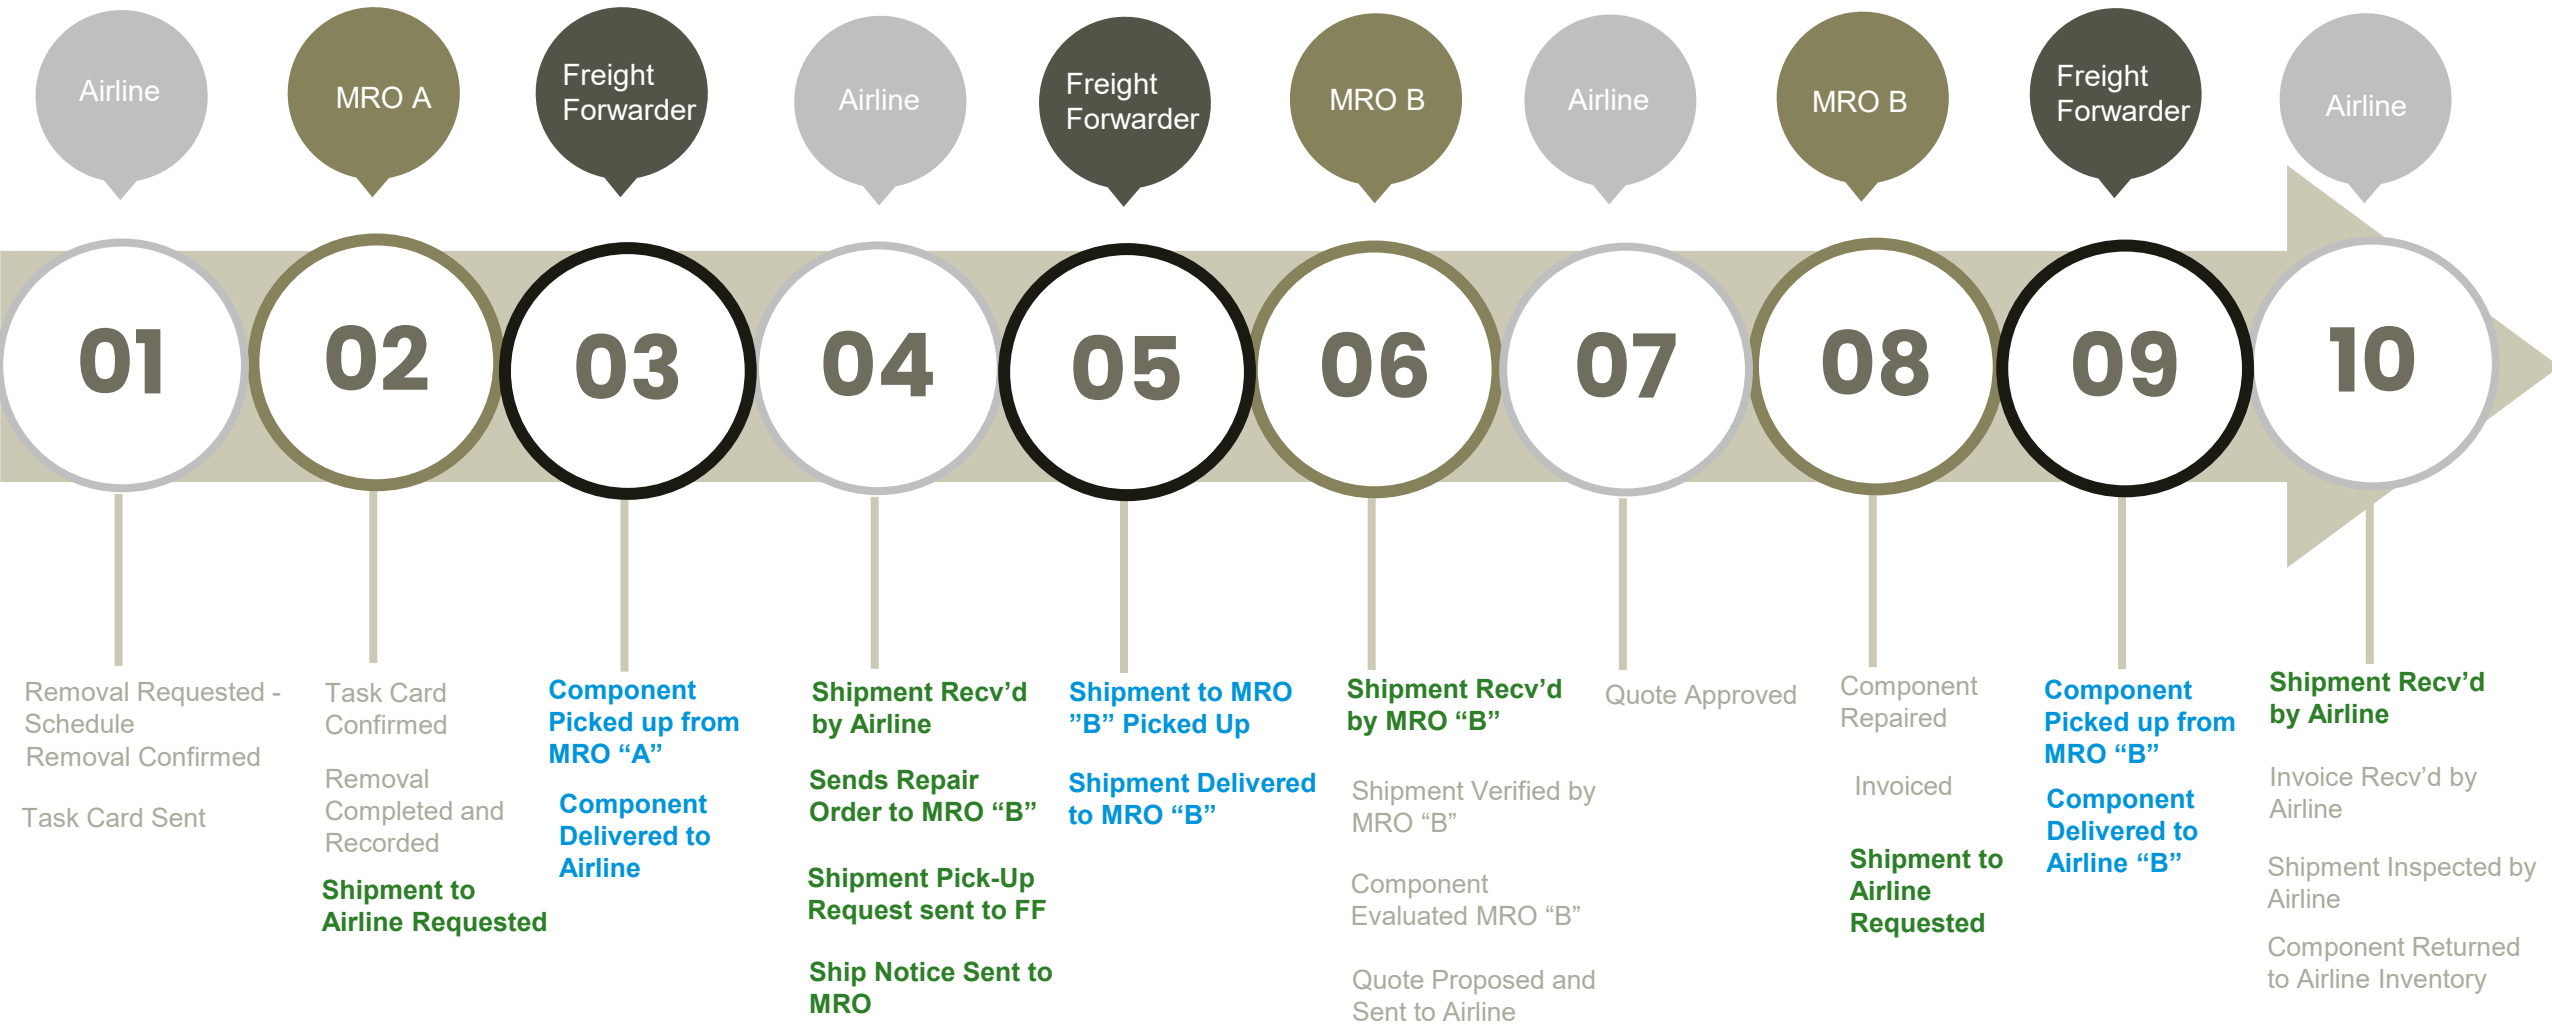 Airline
MRO A
Freight
Forwarder
Airline
Freight
Forwarder
MRO B
Airline
MRO B
Freight
Forwarder
Airline
01
02
03
04
05
06
07
08
09
10
Removal Requested -
Schedule
Removal Confirmed
Task Card Sent
Task Card
Confirmed
Removal
Completed and
Recorded
Shipment to
Airline Requested
Component
Picked up from
MRO “A”
Component
Delivered to
Airline
Shipment Recv’d
by Airline
Sends Repair
Order to MRO “B”
Shipment Pick-Up
Request sent to FF
Ship Notice Sent to
MRO
Shipment to MRO
”B” Picked Up
Shipment Delivered
to MRO “B”
Shipment Recv’d
by MRO “B”
Shipment Verified by
MRO “B”
Component
Evaluated MRO “B”
Quote Proposed and
Sent to Airline
Quote Approved
Component
Repaired
Invoiced
Shipment to
Airline
Requested
Component
Picked up from
MRO “B”
Component
Delivered to
Airline “B”
Shipment Recv’d
by Airline
Invoice Recv’d by
Airline
Shipment Inspected by
Airline
Component Returned
to Airline Inventory